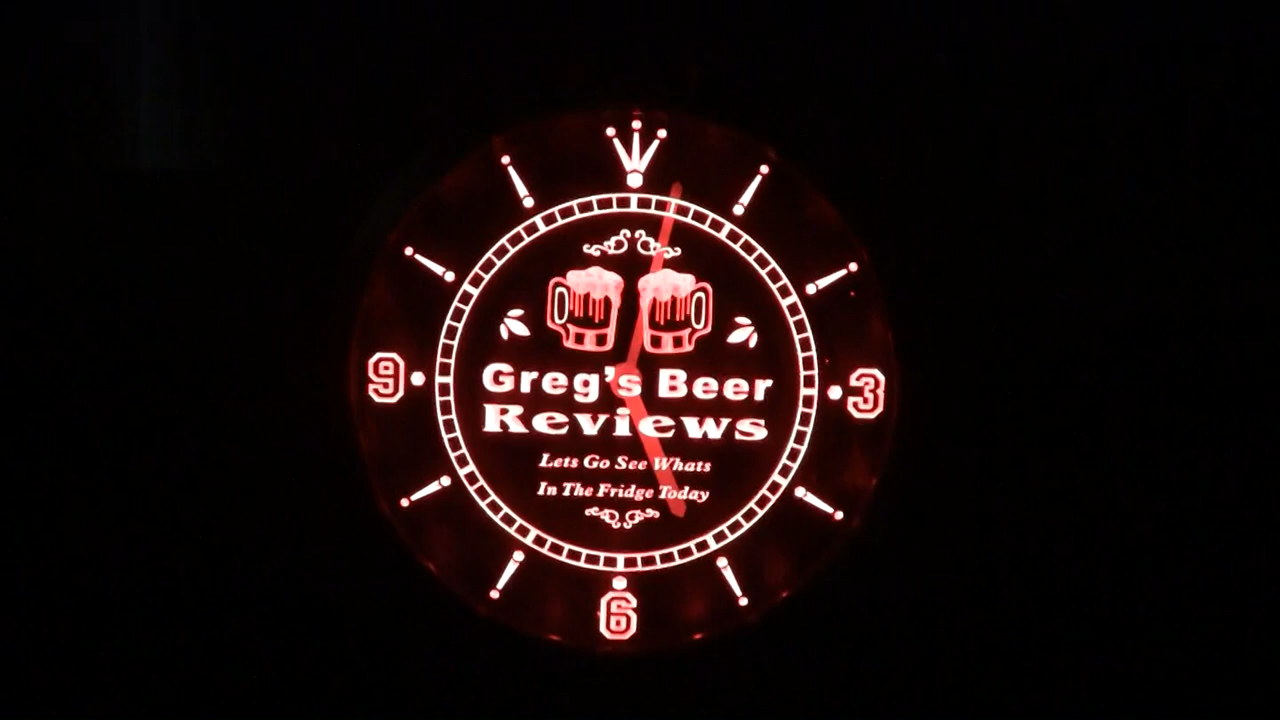 9
3
Greg's Beer
Reviews
Lets Go See Whats
In The Fridge Today
6